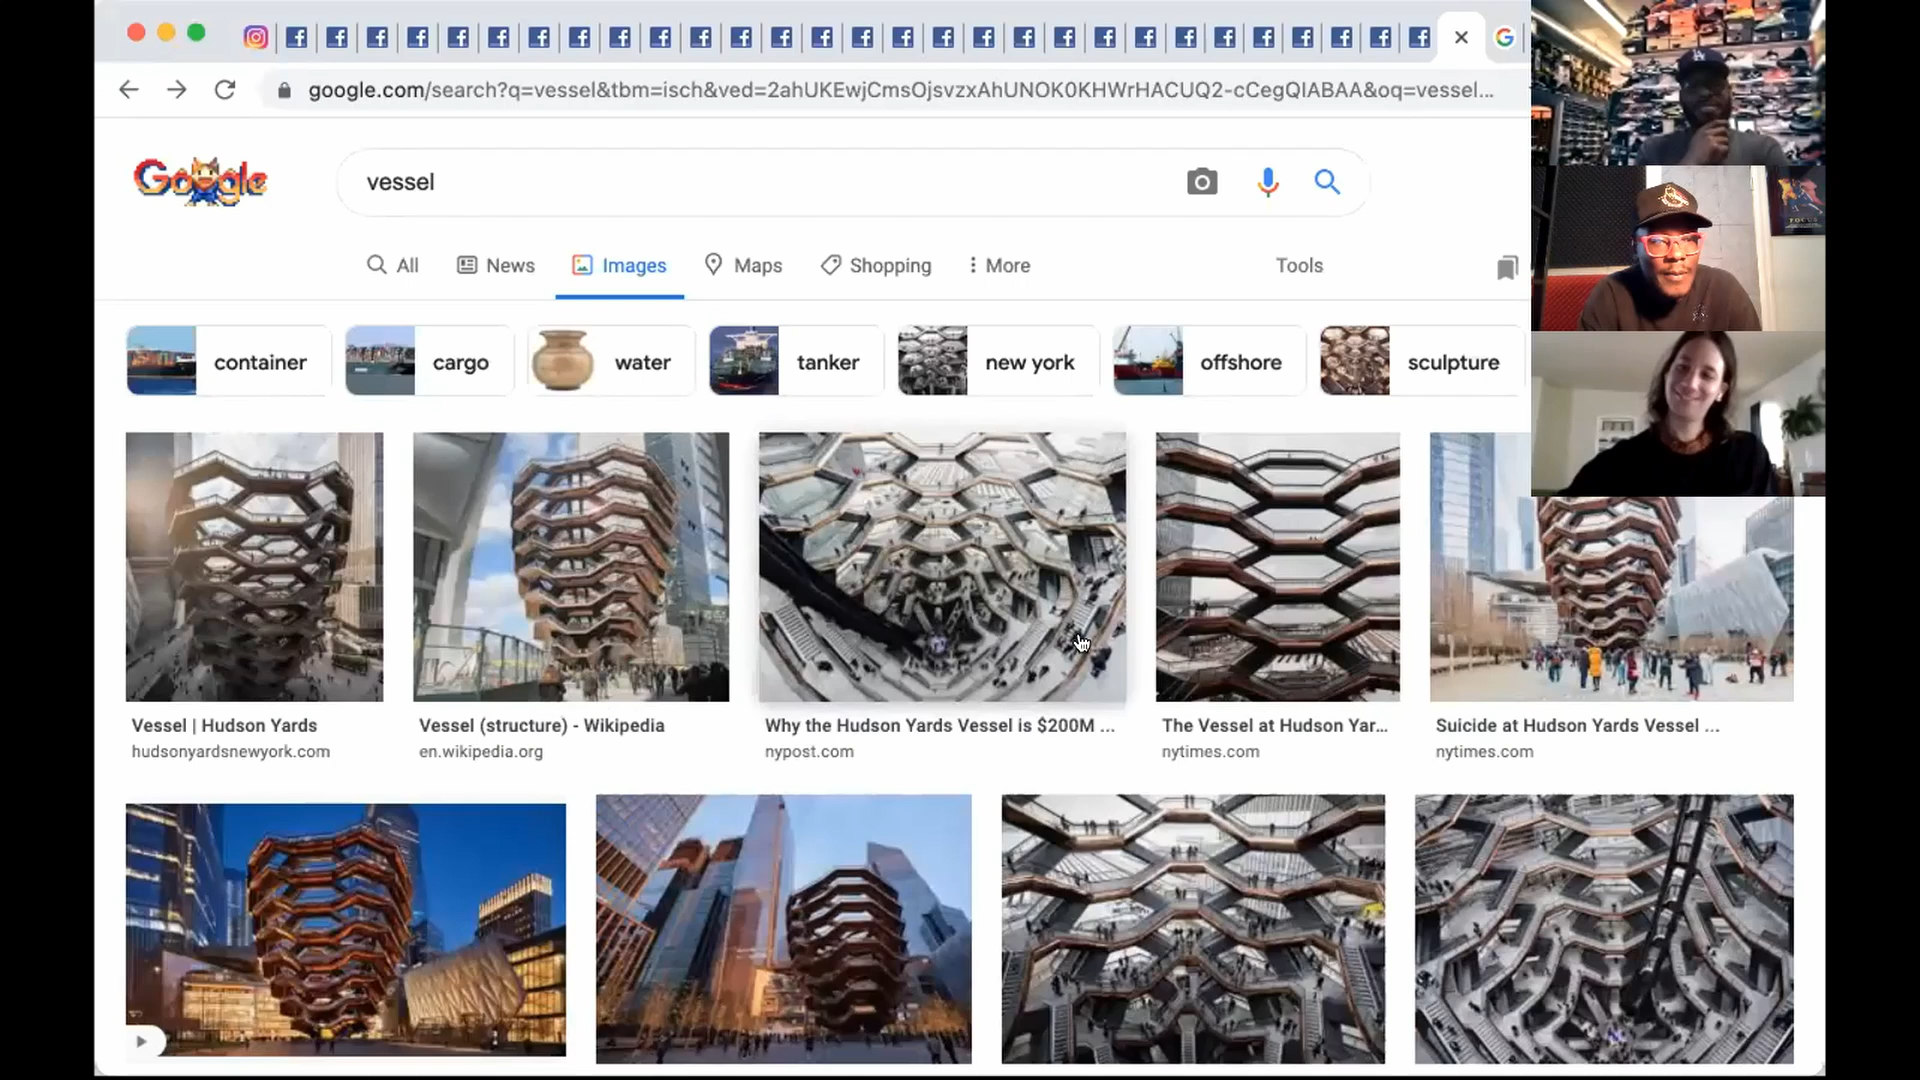 google.com/search?q=vessel&tbm=isch&ved=2ahUKEwjCmsOjsvzxAhUNOK0KHWrHACUQ2-cCegQIABAA&oq=vessel...
Google
vessel
All
News
Images
Maps
Shopping
More
Tools
container
cargo
water
tanker
new york
offshore
sculpture
Vessel | Hudson Yards
hudsonyardsnewyork.com
Vessel (structure) - Wikipedia
en.wikipedia.org
Why the Hudson Yards Vessel is $200M ...
nypost.com
The Vessel at Hudson Yar...
nytimes.com
Suicide at Hudson Yards Vessel ...
nytimes.com
FOCUS